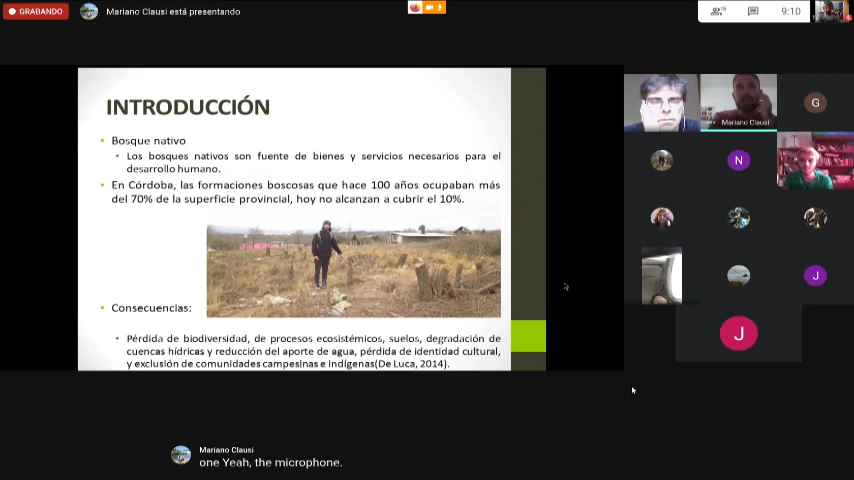 GRABANDO
Mariano Clausi está presentando
9:10
INTRODUCCIÓN
Bosque nativo
Los bosques nativos son fuente de bienes y servicios necesarios para el
desarrollo humano.
En Córdoba, las formaciones boscosas que hace 100 años ocupaban más
del 70% de la superficie provincial, hoy no alcanzan a cubrir el 10%.
Consecuencias:
Pérdida de biodiversidad, de procesos ecosistémicos, suelos, degradación de
cuencas hídricas y reducción del aporte de agua, pérdida de identidad cultural,
y exclusión de comunidades campesinas e indígenas(De Luca, 2014).
Mariano Clausi
G
N
J
J
Mariano Clausi
one Yeah, the microphone.